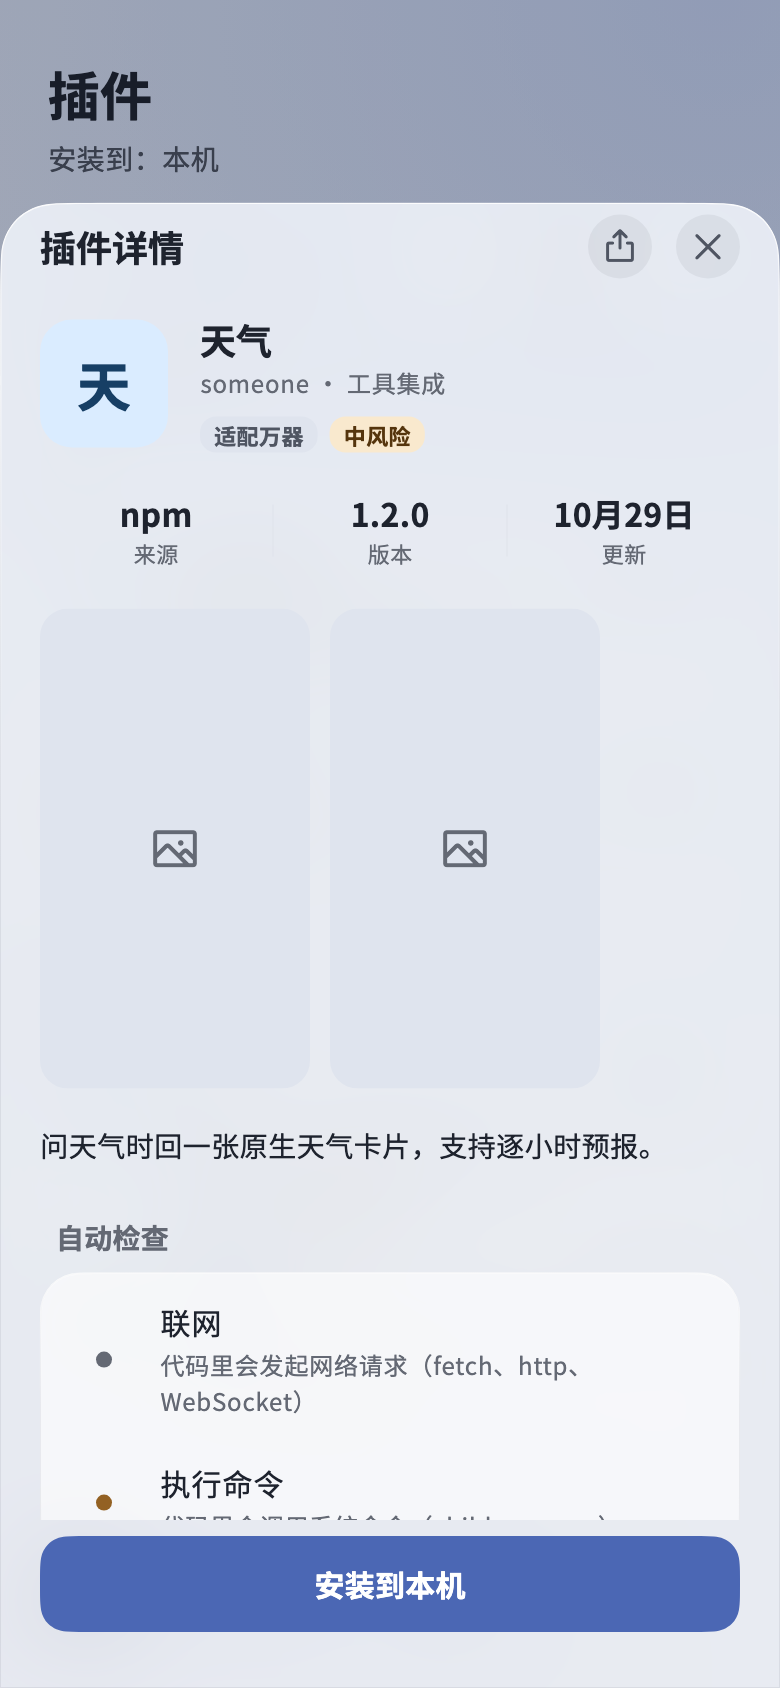 插件
安装到：本机
插件详情
天
天气
someone · 工具集成
适配万器
中风险
npm
来源
1.2.0
版本
10月29日
更新
问天气时回一张原生天气卡片，支持逐小时预报。
自动检查
联网
代码里会发起网络请求（fetch、http、
WebSocket）
执行命令
安装到本机